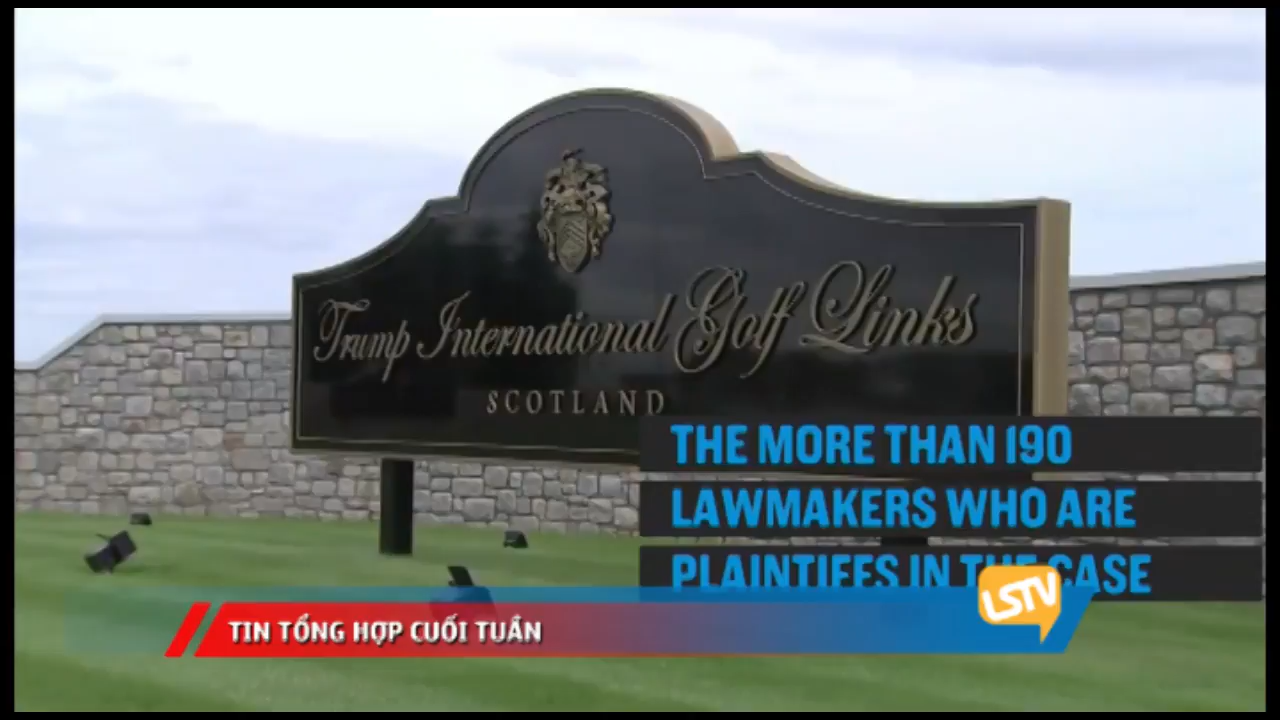 Trump International Golf Links
SCOTLAND
THE MORE THAN 190
LAWMAKERS WHO ARE
PLAINTIFFS IN THE CASE
LSTV
TIN TỔNG HỢP CUỐI TUẦN